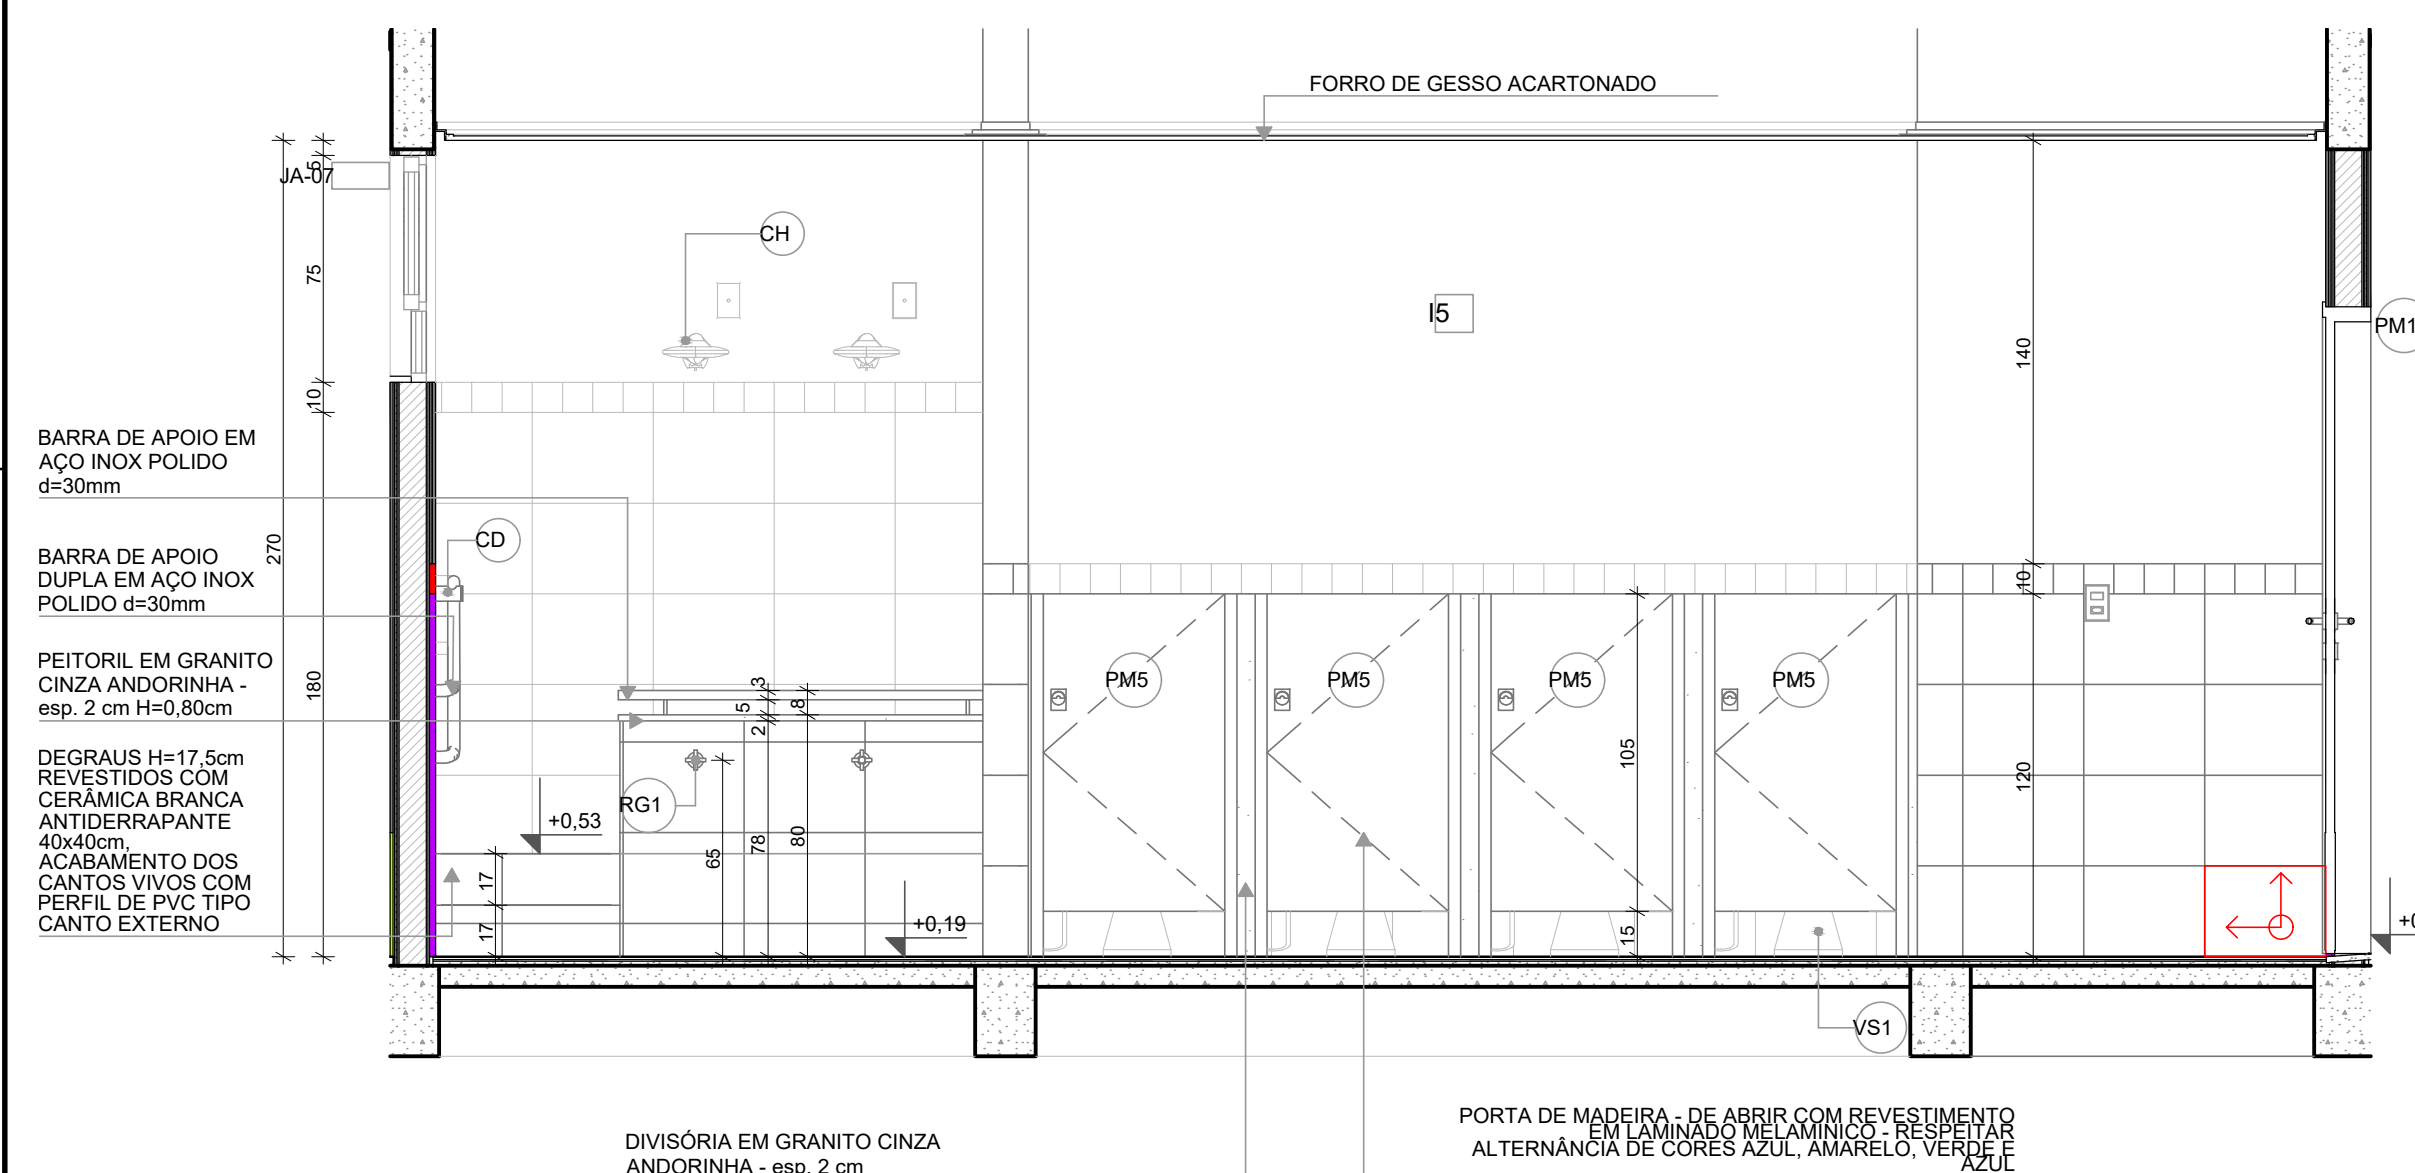 FORRO DE GESSO ACARTONADO
JA-07
5
CH
75
I5
PM1
140
10
BARRA DE APOIO EM
AÇO INOX POLIDO
d=30mm
CD
270
BARRA DE APOIO
DUPLA EM AÇO INOX
POLIDO d=30mm
10
PEITORIL EM GRANITO
CINZA ANDORINHA -
esp. 2 cm H=0,80cm
180
3
5
8
2
PM5
PM5
PM5
PM5
105
120
DEGRAUS H=17,5cm
REVESTIDOS COM
CERÂMICA BRANCA
ANTIDERRAPANTE
40x40cm,
ACABAMENTO DOS
CANTOS VIVOS COM
PERFIL DE PVC TIPO
CANTO EXTERNO
RG1
+0,53
65
78
80
17
17
+0,19
15
+0
VS1
DIVISÓRIA EM GRANITO CINZA
ANDORINHA - esp. 2 cm
PORTA DE MADEIRA - DE ABRIR COM REVESTIMENTO
EM LAMINADO MELAMÍNICO - RESPEITAR
ALTERNÂNCIA DE CORES AZUL, AMARELO, VERDE E
AZUL